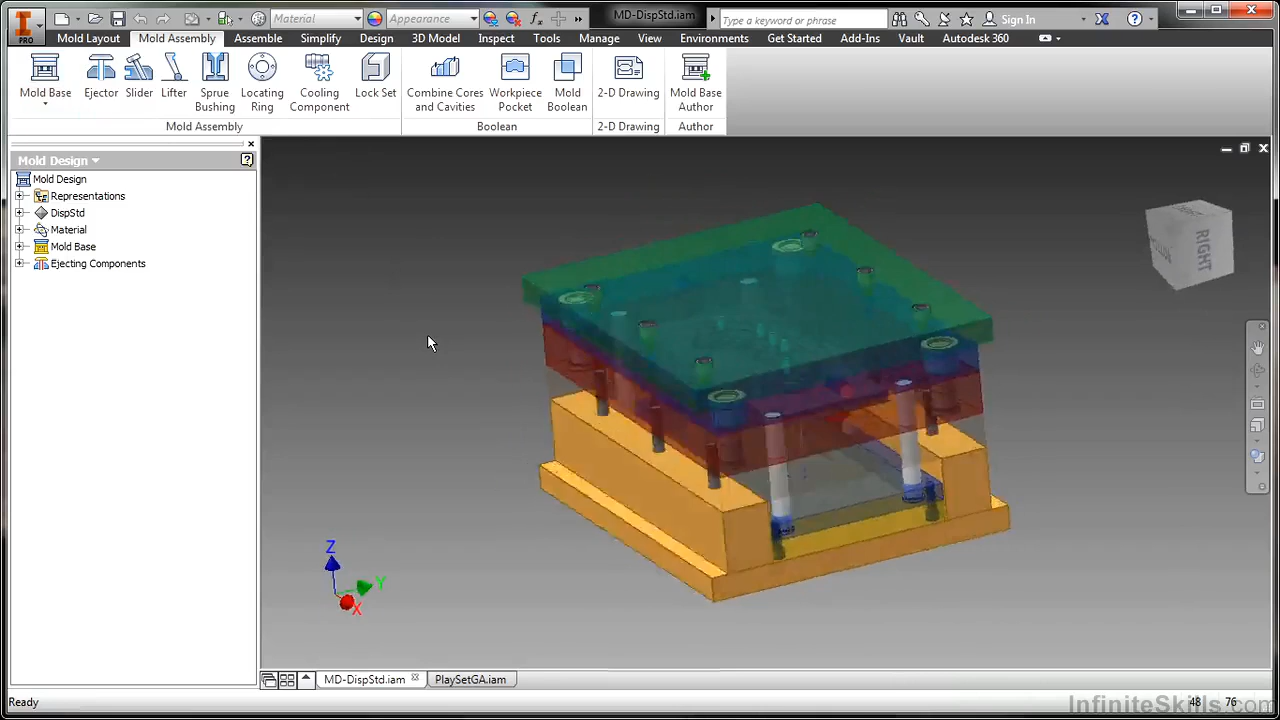 PRO
Material
Appearance
MD-DispStd.iam
Type a keyword or phrase
Sign In
Mold Layout
Mold Assembly
Assemble
Simplify
Design
3D Model
Inspect
Tools
Manage
View
Environments
Get Started
Add-Ins
Vault
Autodesk 360
Mold Base
Ejector
Slider
Lifter
Sprue Bushing
Locating Ring
Cooling Component
Lock Set
Combine Cores and Cavities
Workpiece Pocket
Mold Boolean
2-D Drawing
Mold Base Author
Mold Assembly
Boolean
2-D Drawing
Author
Mold Design
Mold Design
Representations
DispStd
Material
Mold Base
Ejecting Components
RIGHT
Z
Y
X
MD-DispStd.iam
PlaySetGA.iam
Ready
48
76
InfiniteSkills.com